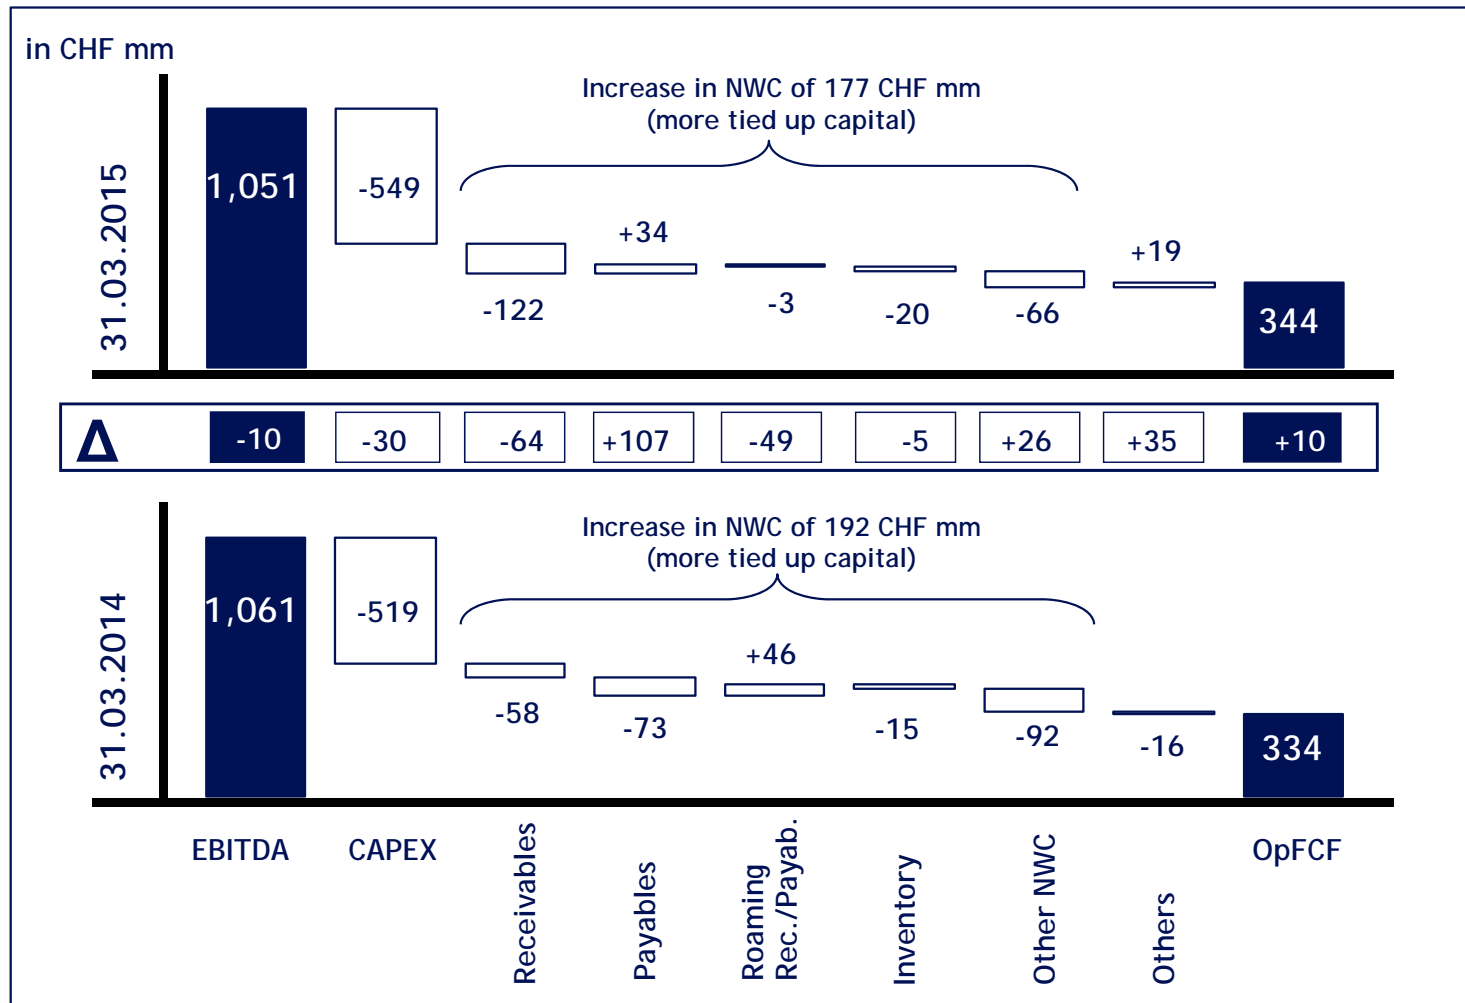 in CHF mm
Increase in NWC of 177 CHF mm
(more tied up capital)
31.03.2015
1,051
-549
-122
+34
-3
-20
-66
+19
344
Δ
-10
-30
-64
+107
-49
-5
+26
+35
+10
Increase in NWC of 192 CHF mm
(more tied up capital)
31.03.2014
1,061
-519
-58
-73
+46
-15
-92
-16
334
EBITDA
CAPEX
Receivables
Payables
Roaming
Rec./Payab.
Inventory
Other NWC
Others
OpFCF